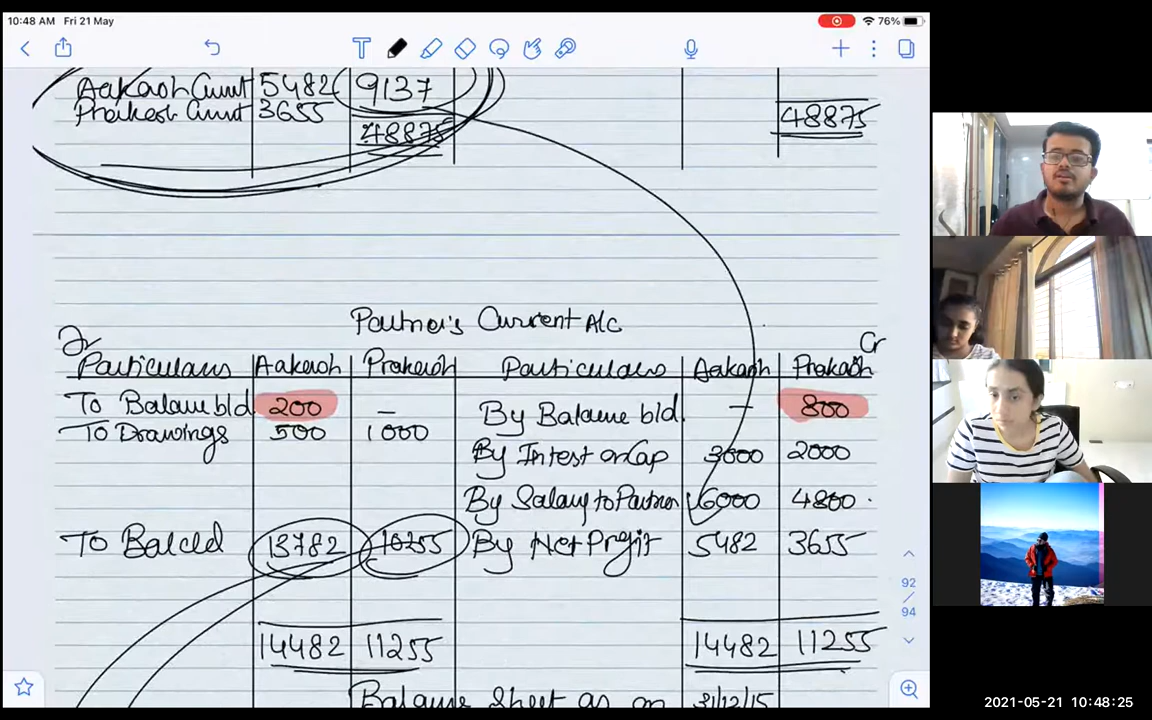 10:48 AM Fri 21 May 76%
T
Aakash Curnt 5482 9137
Prakash Curnt 3655 48875
48875
Partner's Current A/c
Dr Cr
Particulars Aakash Prakash Particulars Aakash Prakash
To Balance b/d 200 — By Balance b/d — 800
To Drawings 500 1000
By Intest on Cap 3000 2000
By Salary to Partner 6000 4800
To Bal c/d 13782 10255 By Net Profit 5482 3655
92
/
94
14482 11255 14482 11255
Balance Sheet as on 31/12/15
2021-05-21 10:48:25